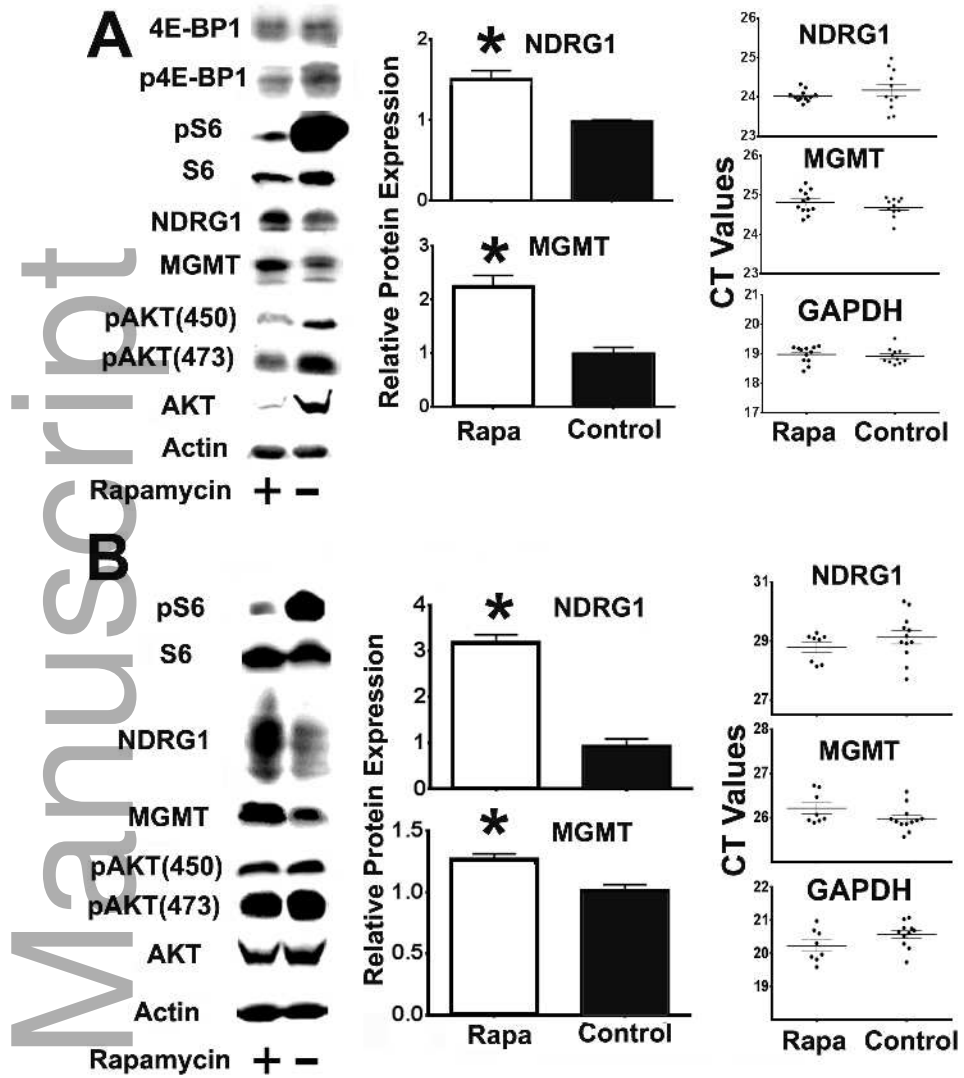 Manuscript
A
4E-BP1
p4E-BP1
pS6
S6
NDRG1
MGMT
pAKT(450)
pAKT(473)
AKT
Actin
Rapamycin + −
Relative Protein Expression
2
1
0
* NDRG1
3
2
1
0
* MGMT
Rapa Control
CT Values
26
25
24
23
NDRG1
26
25
24
23
MGMT
21
20
19
18
17
GAPDH
Rapa Control
B
pS6
S6
NDRG1
MGMT
pAKT(450)
pAKT(473)
AKT
Actin
Rapamycin + −
Relative Protein Expression
4
3
2
1
0
* NDRG1
1.5
1.0
0.5
0.0
* MGMT
Rapa Control
CT Values
31
29
27
NDRG1
28
27
26
MGMT
22
21
20
19
GAPDH
Rapa Control